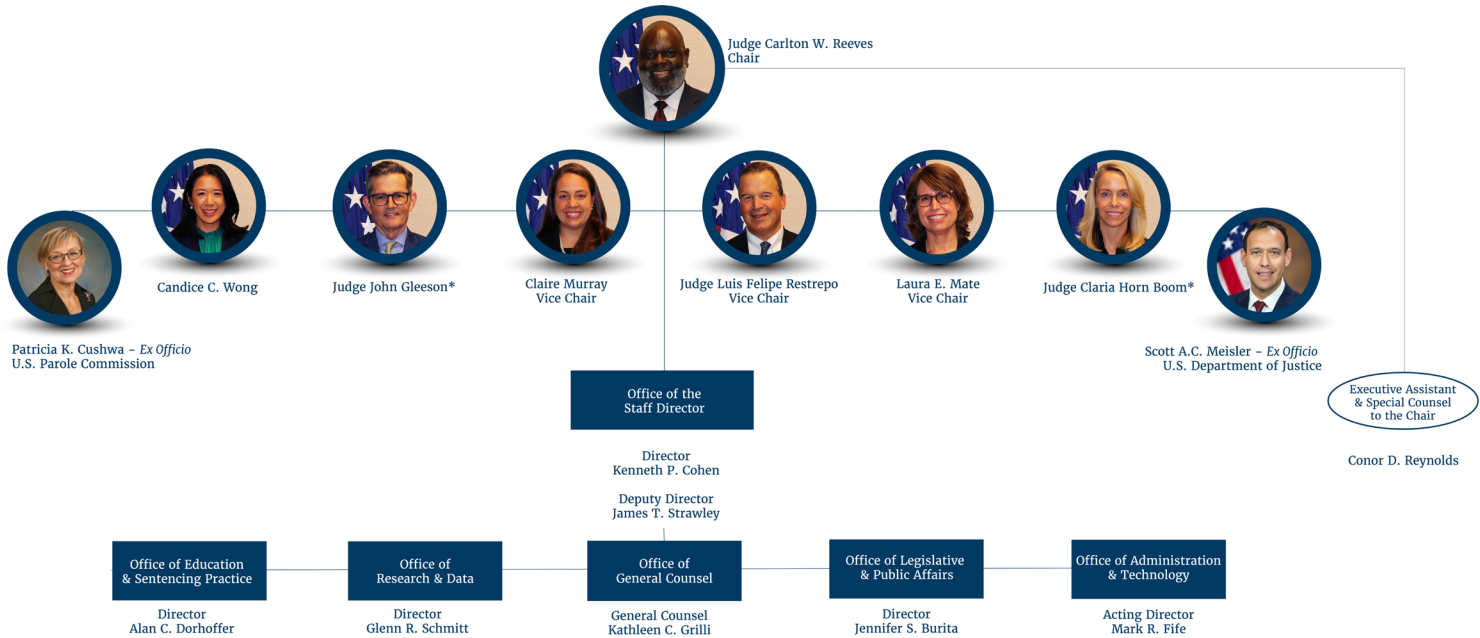 Judge Carlton W. Reeves
Chair
Candice C. Wong
Judge John Gleeson*
Claire Murray
Vice Chair
Judge Luis Felipe Restrepo
Vice Chair
Laura E. Mate
Vice Chair
Judge Claria Horn Boom*
Patricia K. Cushwa – Ex Officio
U.S. Parole Commission
Scott A.C. Meisler – Ex Officio
U.S. Department of Justice
Office of the
Staff Director
Executive Assistant
& Special Counsel
to the Chair
Director
Kenneth P. Cohen
Conor D. Reynolds
Deputy Director
James T. Strawley
Office of Education
& Sentencing Practice
Director
Alan C. Dorhoffer
Office of
Research & Data
Director
Glenn R. Schmitt
Office of
General Counsel
General Counsel
Kathleen C. Grilli
Office of Legislative
& Public Affairs
Director
Jennifer S. Burita
Office of Administration
& Technology
Acting Director
Mark R. Fife